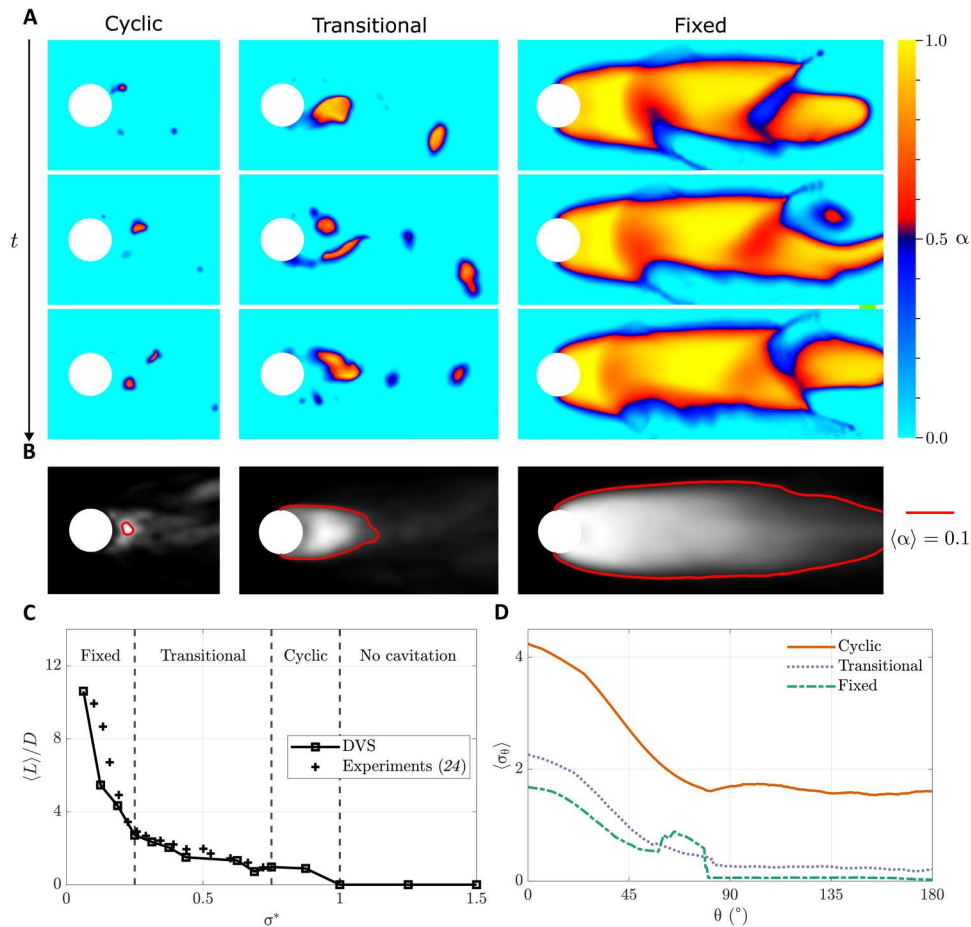 A
Cyclic
Transitional
Fixed
t
1.0
0.5
α
0.0
B
⟨α⟩ = 0.1
C
Fixed
Transitional
Cyclic
No cavitation
DVS
Experiments (24)
⟨L⟩/D
12
8
4
0
0
0.5
1
1.5
σ*
D
Cyclic
Transitional
Fixed
⟨σθ⟩
4
2
0
0
45
90
135
180
θ (°)